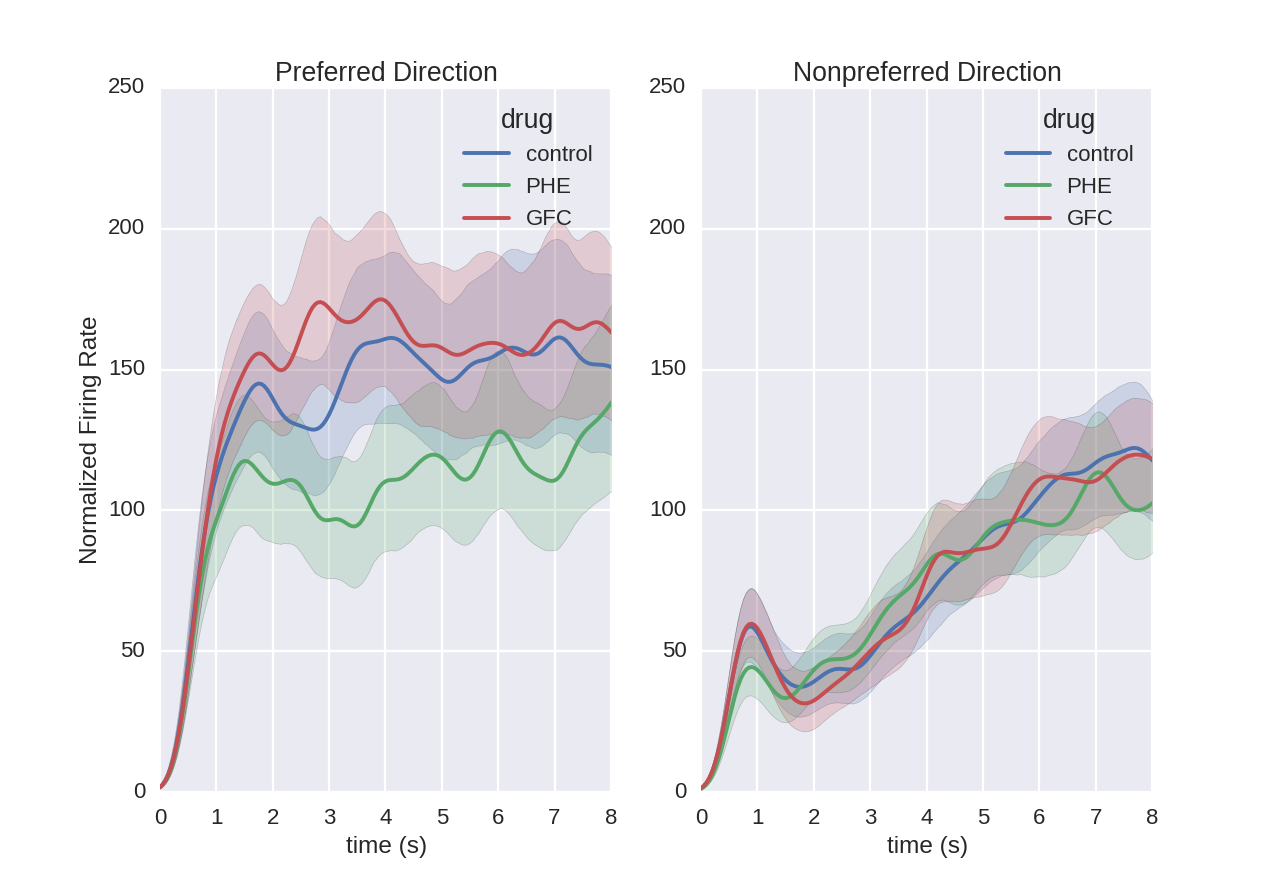 Preferred Direction
250
200
150
100
50
0
Normalized Firing Rate
drug
control
PHE
GFC
0 1 2 3 4 5 6 7 8
time (s)
Nonpreferred Direction
250
200
150
100
50
0
drug
control
PHE
GFC
0 1 2 3 4 5 6 7 8
time (s)